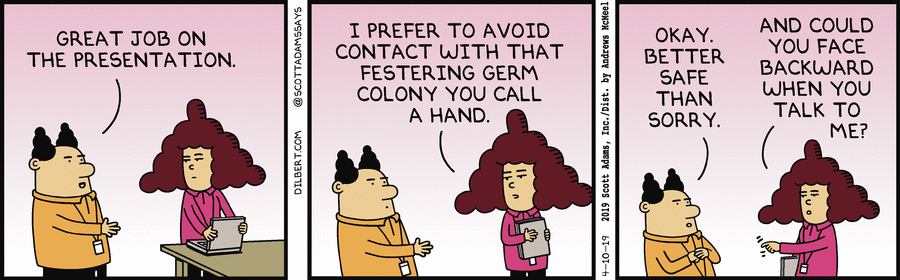 GREAT JOB ON
THE PRESENTATION.
DILBERT.COM @SCOTTADAMSSAYS
I PREFER TO AVOID
CONTACT WITH THAT
FESTERING GERM
COLONY YOU CALL
A HAND.
4-10-19 2019 Scott Adams, Inc./Dist. by Andrews McMeel
OKAY.
BETTER
SAFE
THAN
SORRY.
AND COULD
YOU FACE
BACKWARD
WHEN YOU
TALK TO
ME?